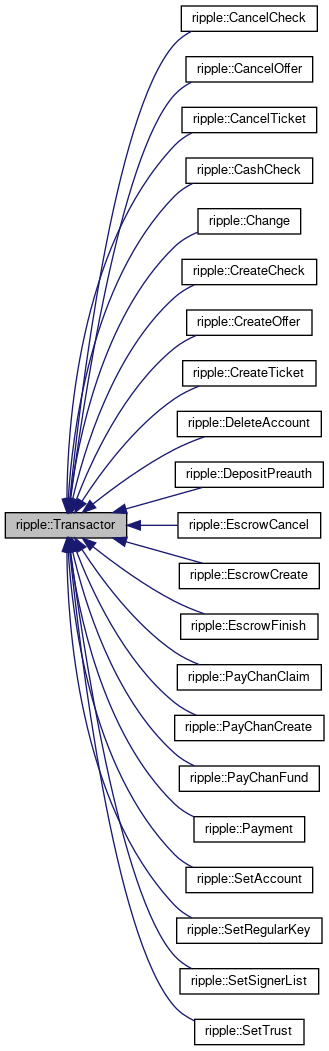 ripple::CancelCheck
ripple::CancelOffer
ripple::CancelTicket
ripple::CashCheck
ripple::Change
ripple::CreateCheck
ripple::CreateOffer
ripple::CreateTicket
ripple::DeleteAccount
ripple::DepositPreauth
ripple::Transactor
ripple::EscrowCancel
ripple::EscrowCreate
ripple::EscrowFinish
ripple::PayChanClaim
ripple::PayChanCreate
ripple::PayChanFund
ripple::Payment
ripple::SetAccount
ripple::SetRegularKey
ripple::SetSignerList
ripple::SetTrust